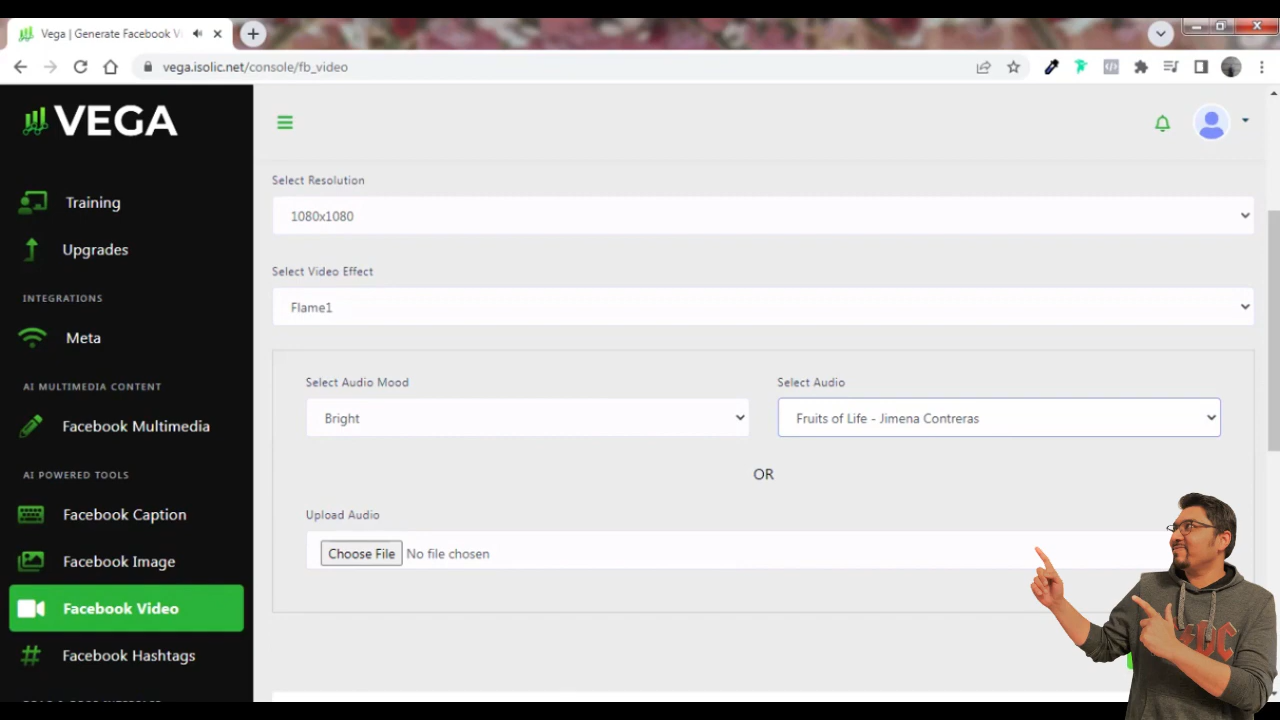 Vega | Generate Facebook V
vega.isolic.net/console/fb_video
VEGA
Training
Upgrades
INTEGRATIONS
Meta
AI MULTIMEDIA CONTENT
Facebook Multimedia
AI POWERED TOOLS
Facebook Caption
Facebook Image
Facebook Video
Facebook Hashtags
Select Resolution
1080x1080
Select Video Effect
Flame1
Select Audio Mood
Bright
Select Audio
Fruits of Life - Jimena Contreras
OR
Upload Audio
Choose File No file chosen